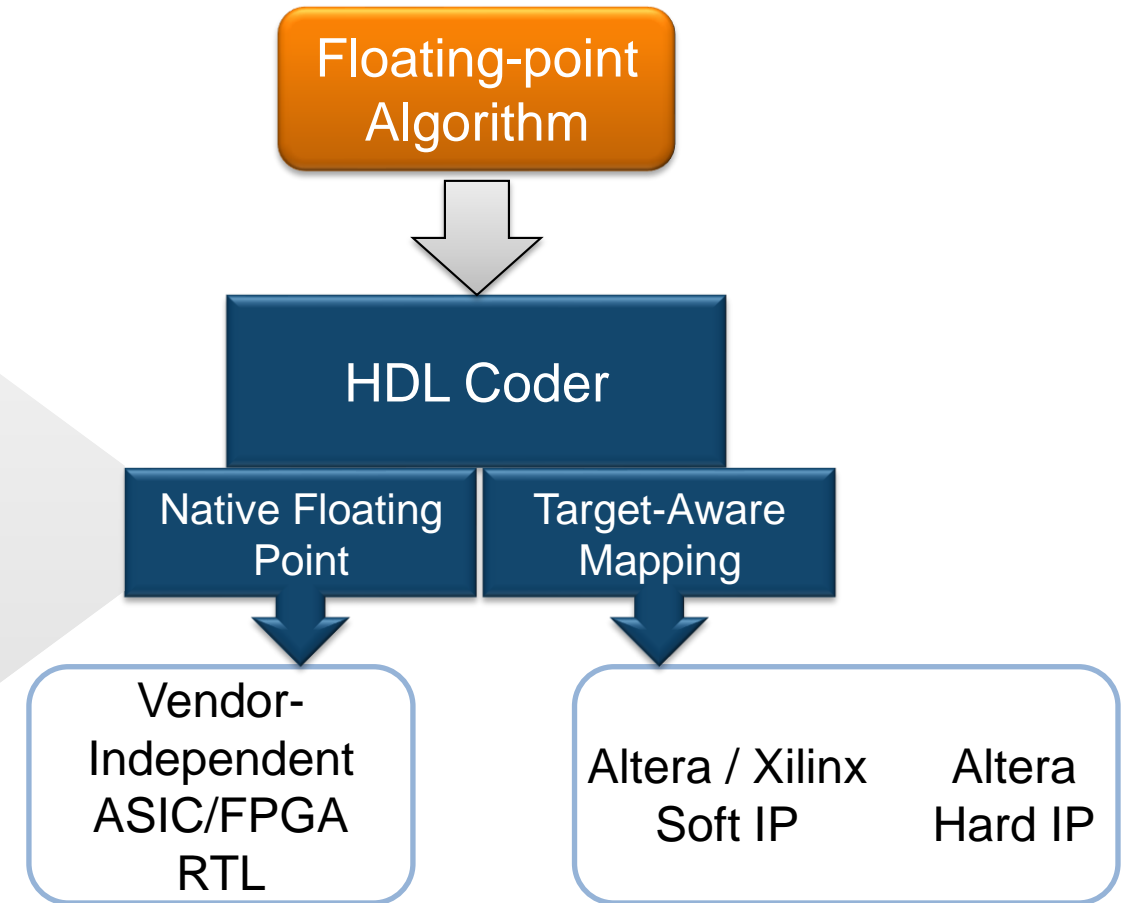 Floating-point
Algorithm
HDL Coder
Native Floating
Point
Target-Aware
Mapping
Vendor-
Independent
ASIC/FPGA
RTL
Altera / Xilinx
Soft IP
Altera
Hard IP